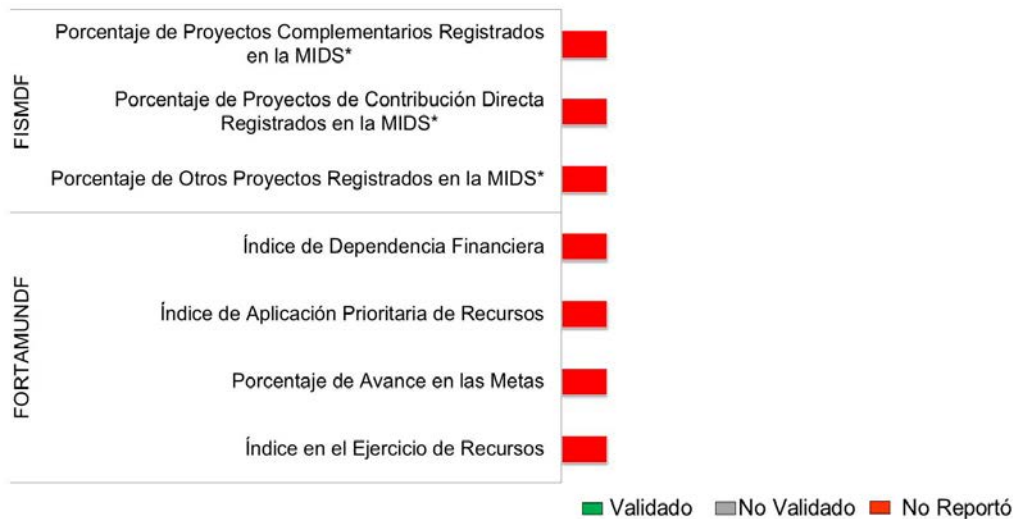 FISMDF
Porcentaje de Proyectos Complementarios Registrados
en la MIDS*
Porcentaje de Proyectos de Contribución Directa
Registrados en la MIDS*
Porcentaje de Otros Proyectos Registrados en la MIDS*
FORTAMUNDF
Índice de Dependencia Financiera
Índice de Aplicación Prioritaria de Recursos
Porcentaje de Avance en las Metas
Índice en el Ejercicio de Recursos
Validado No Validado No Reportó